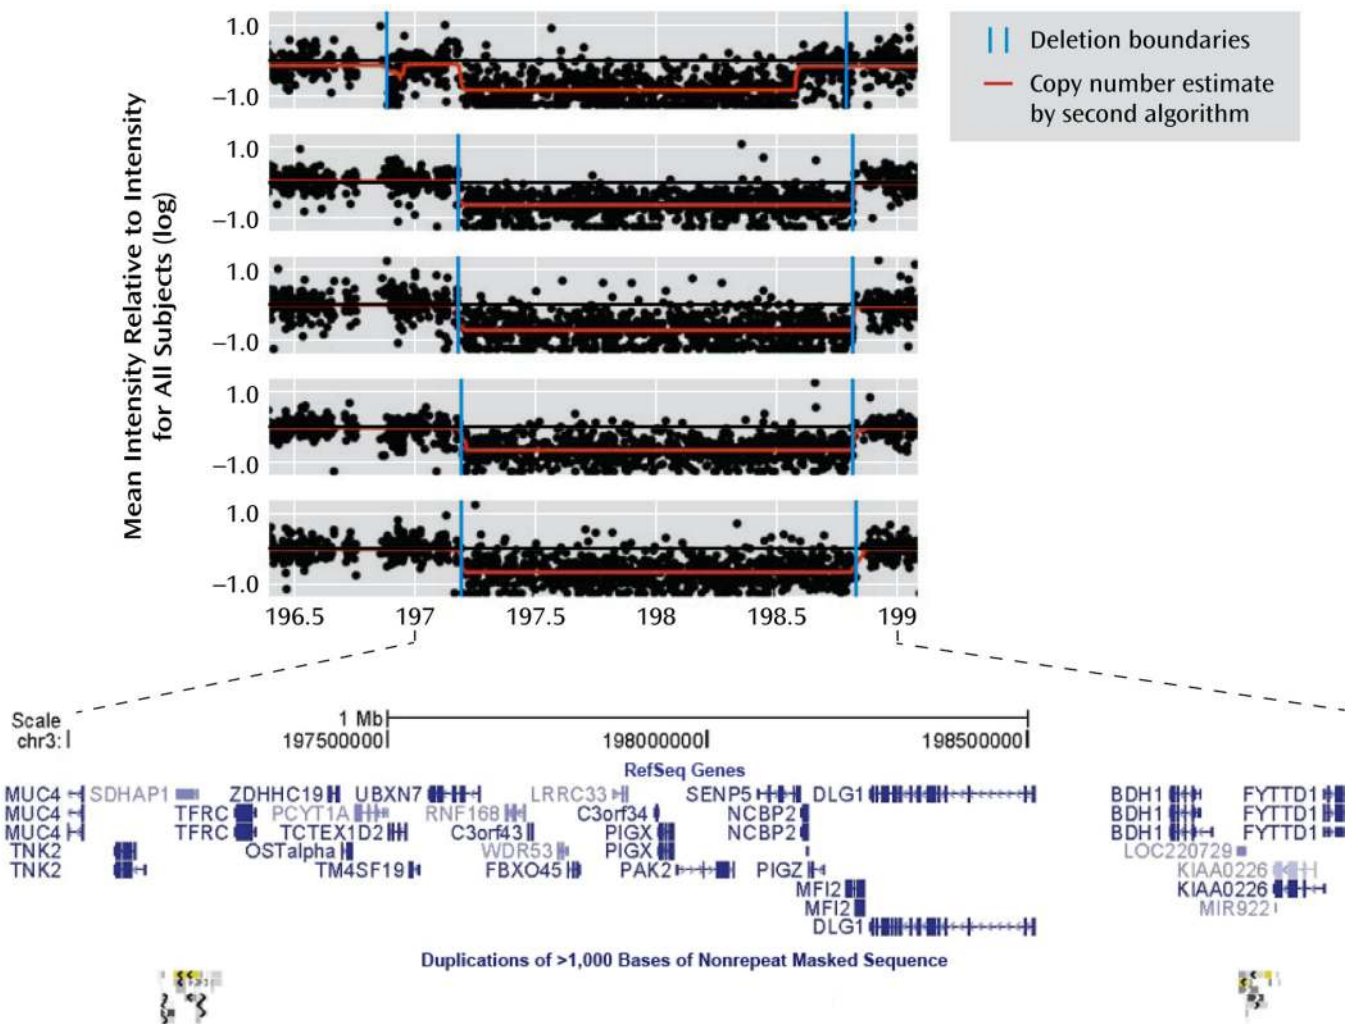 1.0
−1.0
1.0
−1.0
1.0
−1.0
1.0
−1.0
1.0
−1.0
Mean Intensity Relative to Intensity
for All Subjects (log)
Deletion boundaries
Copy number estimate
by second algorithm
196.5 197 197.5 198 198.5 199
Scale 1 Mb
chr3: 197500000 198000000 198500000
RefSeq Genes
MUC4 SDHAP1 ZDHHC19 UBXN7 LRRC33 SENP5 DLG1 BDH1 FYTTD1
MUC4 TFRC PCYT1A RNF168 C3orf34 NCBP2 BDH1 FYTTD1
MUC4 TFRC TCTEX1D2 C3orf43 PIGX NCBP2 BDH1 FYTTD1
TNK2 OSTalpha WDR53 PIGX LOC220729
TNK2 TM4SF19 FBXO45 PAK2 PIGZ KIAA0226
MFI2 KIAA0226
MFI2 MIR922
DLG1
Duplications of >1,000 Bases of Nonrepeat Masked Sequence